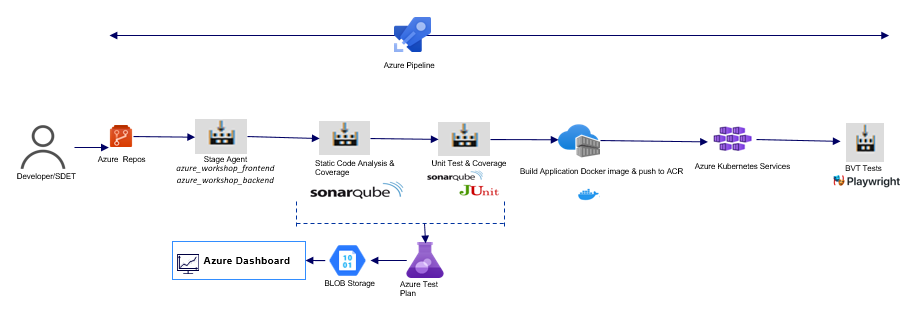 Azure Pipeline
Developer/SDET
Azure Repos
Stage Agent
azure_workshop_frontend
azure_workshop_backend
Static Code Analysis &
Coverage
sonarqube
Unit Test & Coverage
sonarqube
JUnit
Build Application Docker image & push to ACR
Azure Kubernetes Services
BVT Tests
Playwright
Azure Dashboard
10
01
BLOB Storage
Azure Test
Plan